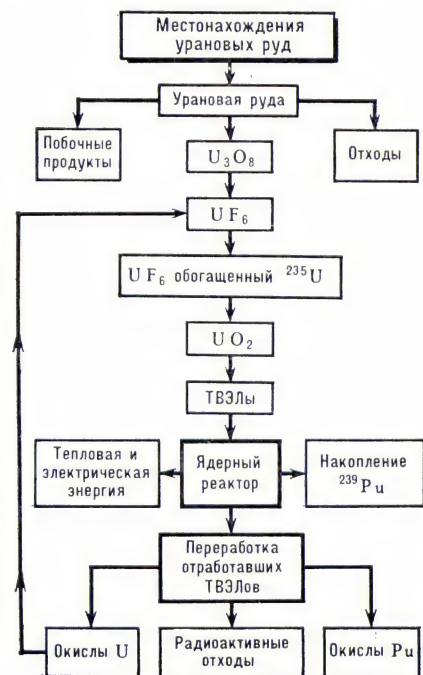 Местонахождения
урановых руд
Урановая руда
Побочные
продукты
U₃O₈
Отходы
UF₆
UF₆ обогащенный ²³⁵U
UO₂
ТВЭЛы
Тепловая и
электрическая
энергия
Ядерный
реактор
Накопление
²³⁹Pu
Переработка
отработавших
ТВЭЛов
Окислы U
Радиоактивные
отходы
Окислы Pu